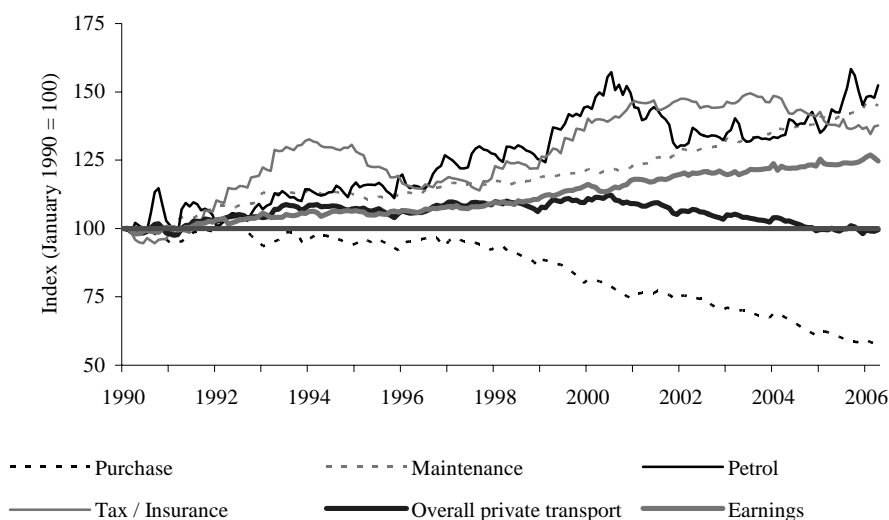 175
150
125
100
75
50
Index (January 1990 = 100)
1990 1992 1994 1996 1998 2000 2002 2004 2006
Purchase Maintenance Petrol
Tax / Insurance Overall private transport Earnings